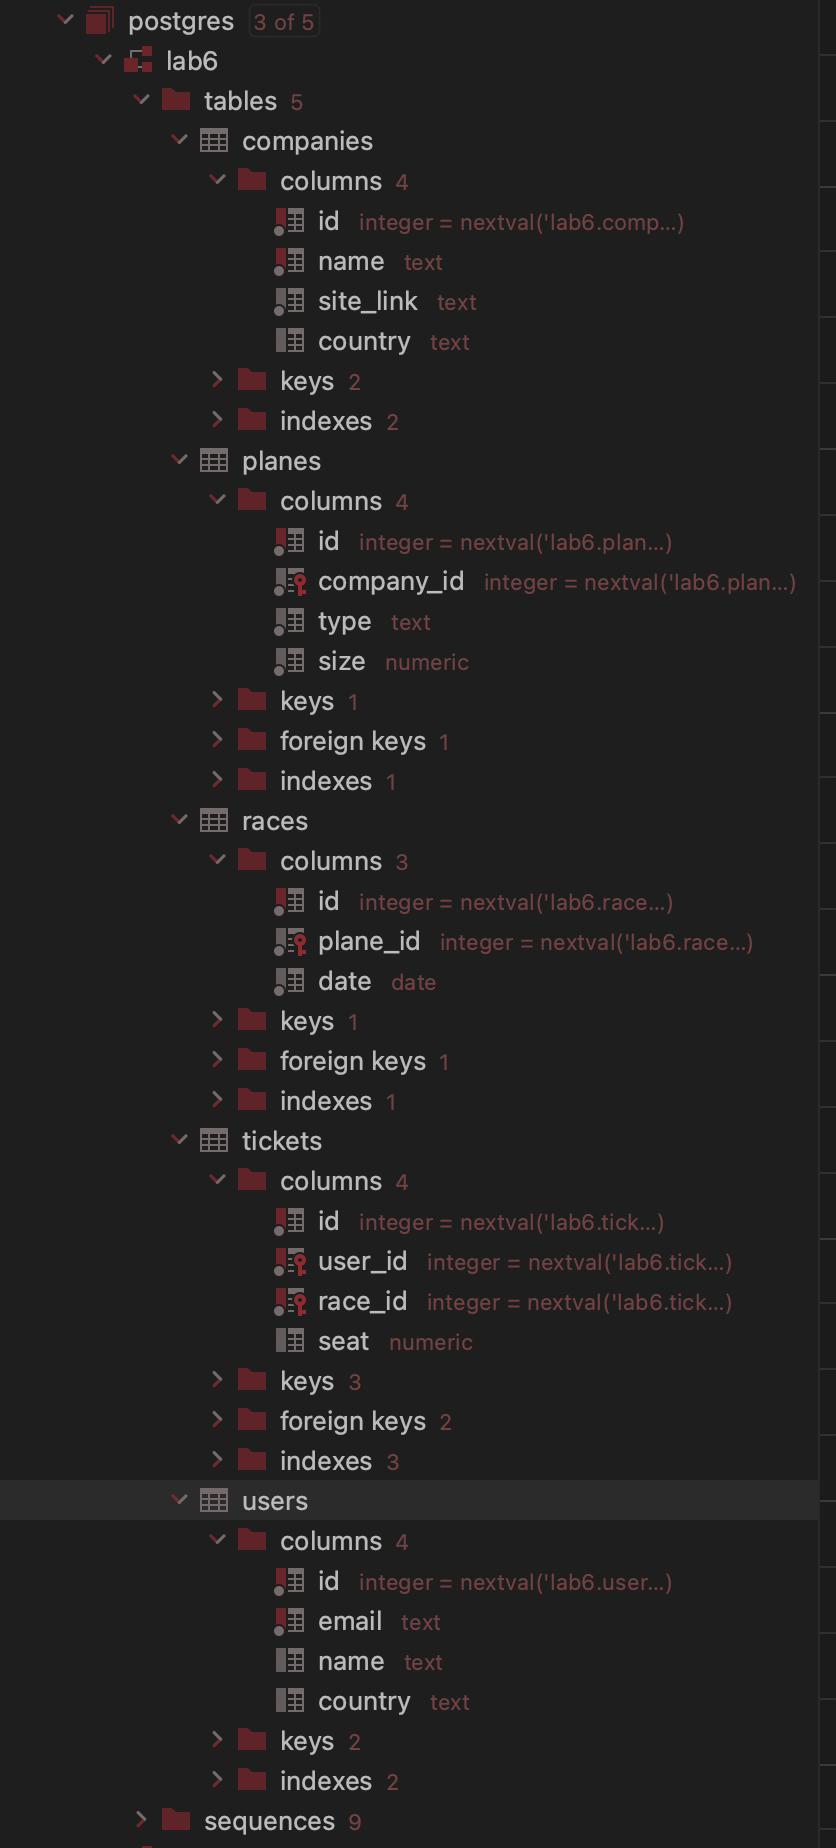 postgres 3 of 5
lab6
tables 5
companies
columns 4
id integer = nextval('lab6.comp...)
name text
site_link text
country text
keys 2
indexes 2
planes
columns 4
id integer = nextval('lab6.plan...)
company_id integer = nextval('lab6.plan...)
type text
size numeric
keys 1
foreign keys 1
indexes 1
races
columns 3
id integer = nextval('lab6.race...)
plane_id integer = nextval('lab6.race...)
date date
keys 1
foreign keys 1
indexes 1
tickets
columns 4
id integer = nextval('lab6.tick...)
user_id integer = nextval('lab6.tick...)
race_id integer = nextval('lab6.tick...)
seat numeric
keys 3
foreign keys 2
indexes 3
users
columns 4
id integer = nextval('lab6.user...)
email text
name text
country text
keys 2
indexes 2
sequences 9